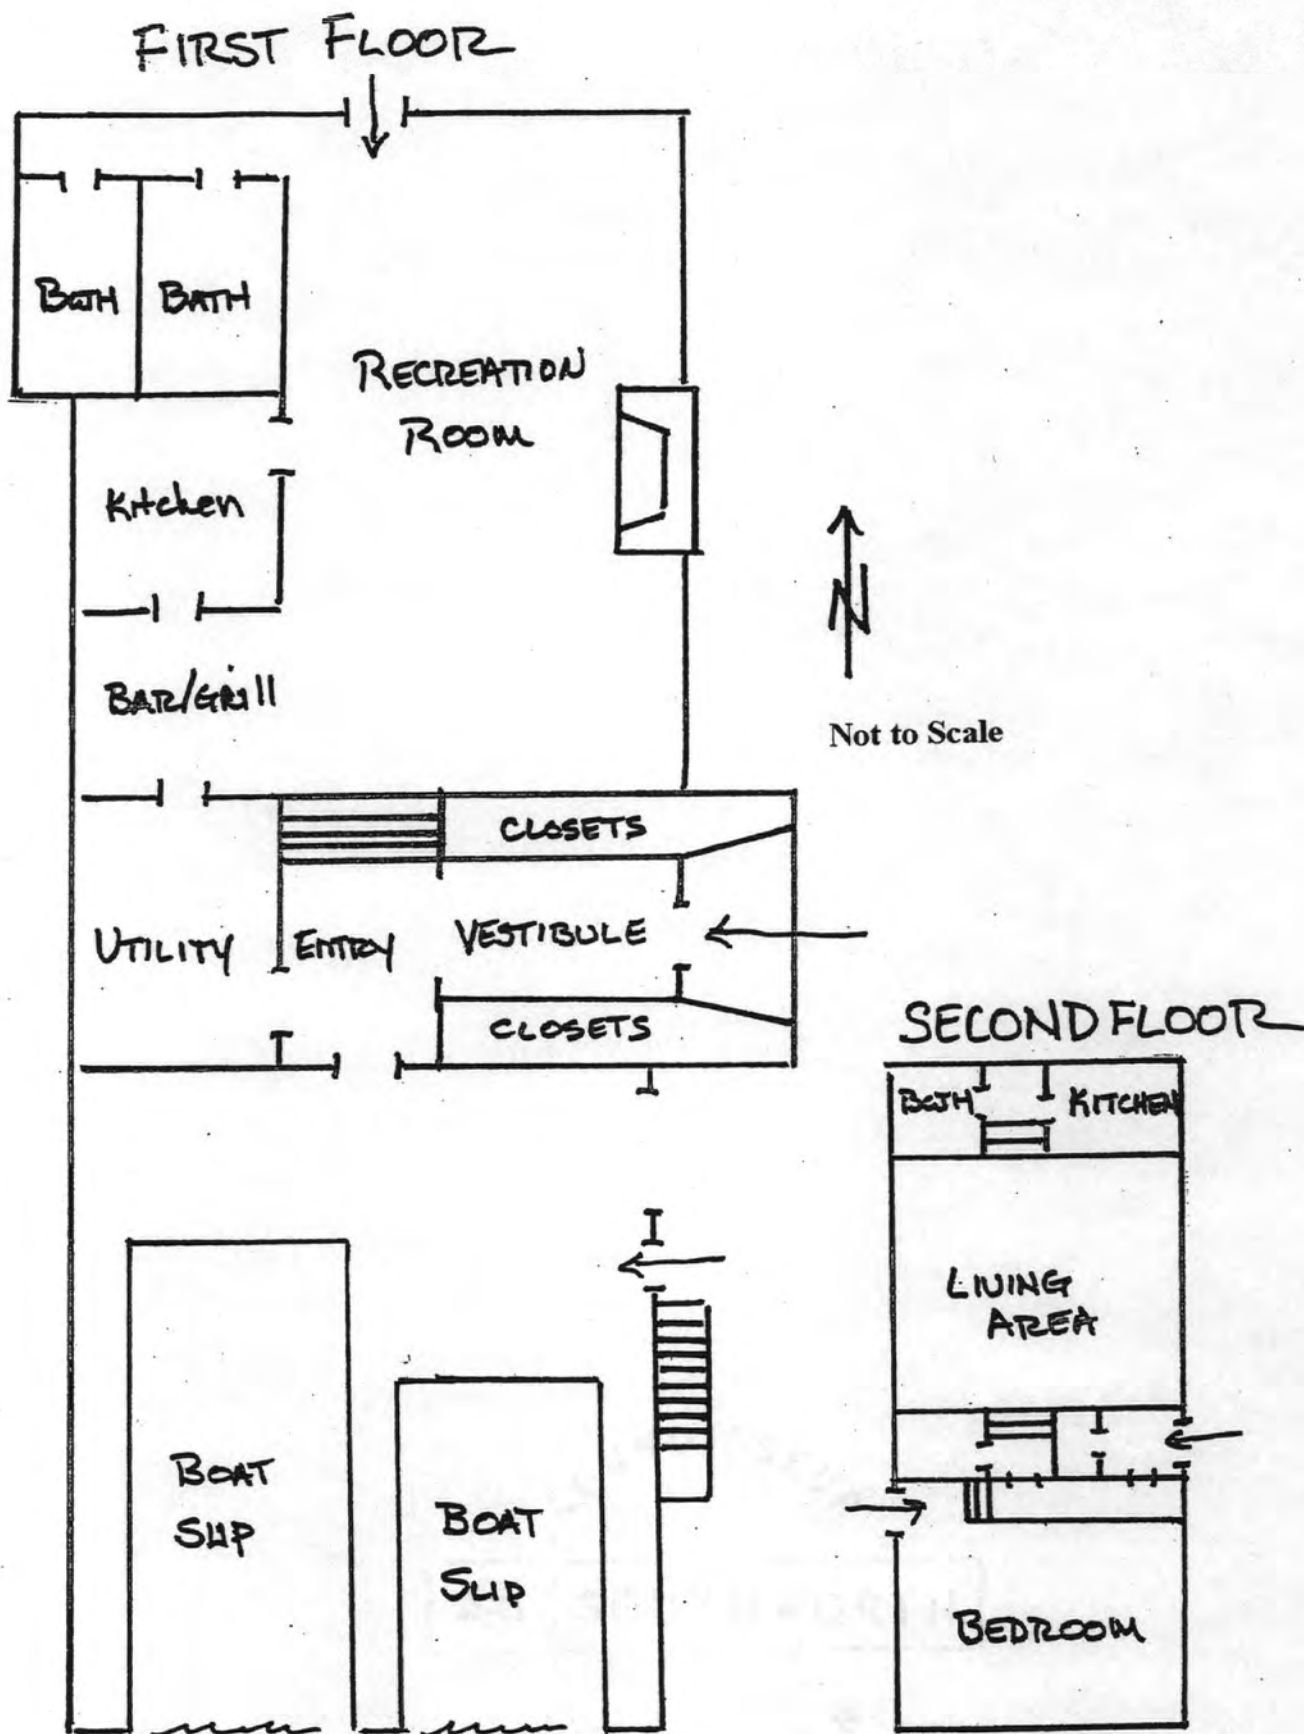 FIRST FLOOR
BATH BATH
RECREATION
ROOM
Kitchen
N
BAR/Grill
Not to Scale
CLOSETS
UTILITY ENTRY VESTIBULE
CLOSETS
SECOND FLOOR
BATH KITCHEN
LIVING
AREA
BOAT
SLIP
BOAT
SLIP
BEDROOM